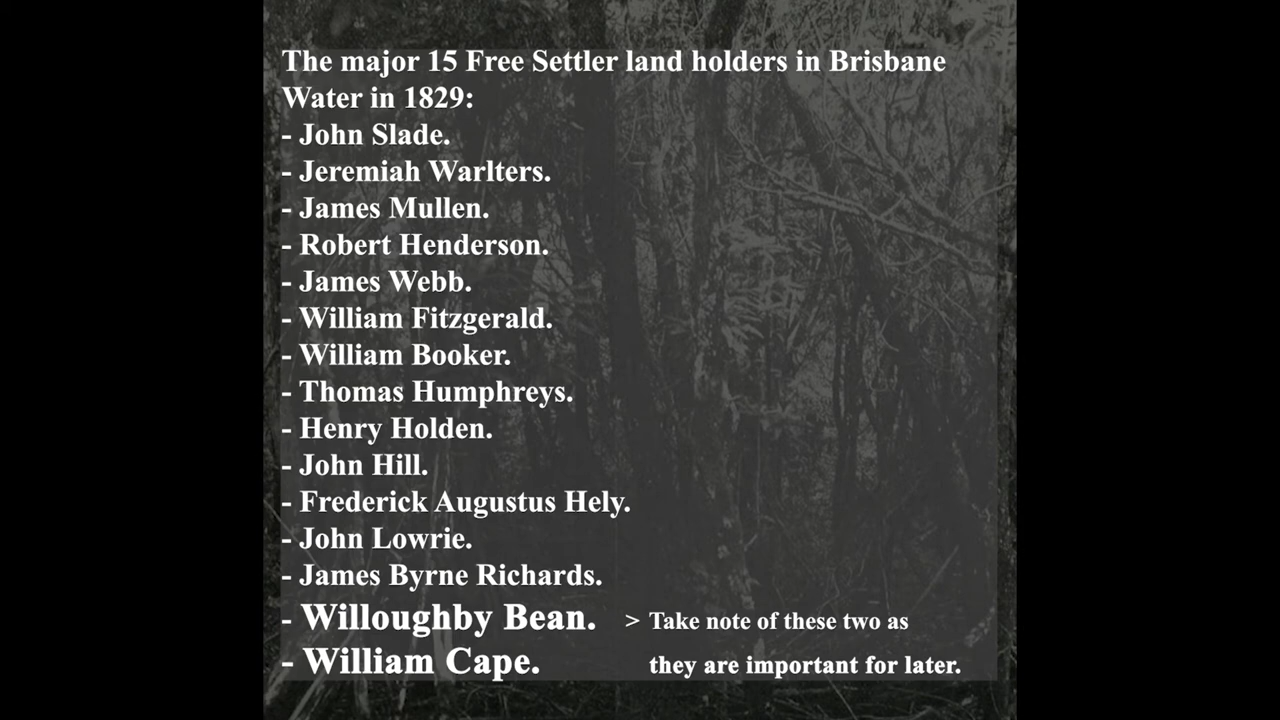 The major 15 Free Settler land holders in Brisbane
Water in 1829:
- John Slade.
- Jeremiah Warlters.
- James Mullen.
- Robert Henderson.
- James Webb.
- William Fitzgerald.
- William Booker.
- Thomas Humphreys.
- Henry Holden.
- John Hill.
- Frederick Augustus Hely.
- John Lowrie.
- James Byrne Richards.
- Willoughby Bean. > Take note of these two as
- William Cape. they are important for later.